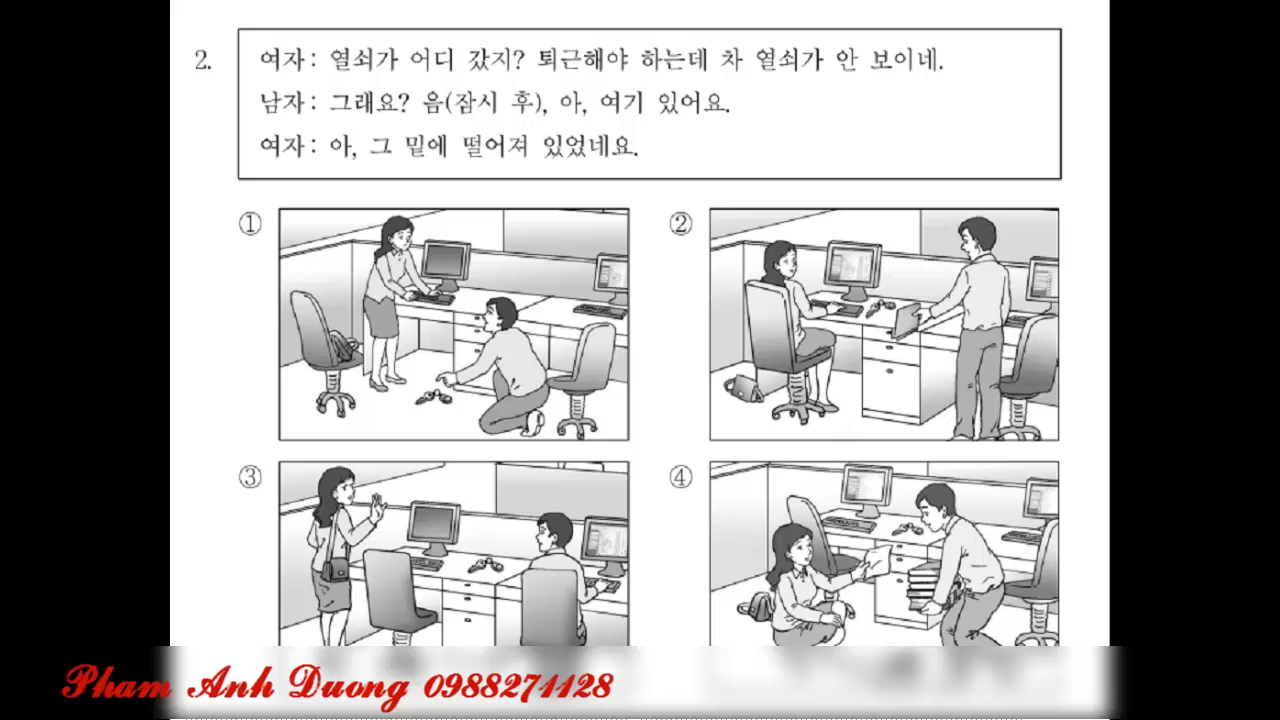 2.
여자: 열쇠가 어디 갔지? 퇴근해야 하는데 차 열쇠가 안 보이네.
남자: 그래요? 음(잠시 후), 아, 여기 있어요.
여자: 아, 그 밑에 떨어져 있었네요.
①
②
③
④
Pham Anh Duong 0988271128